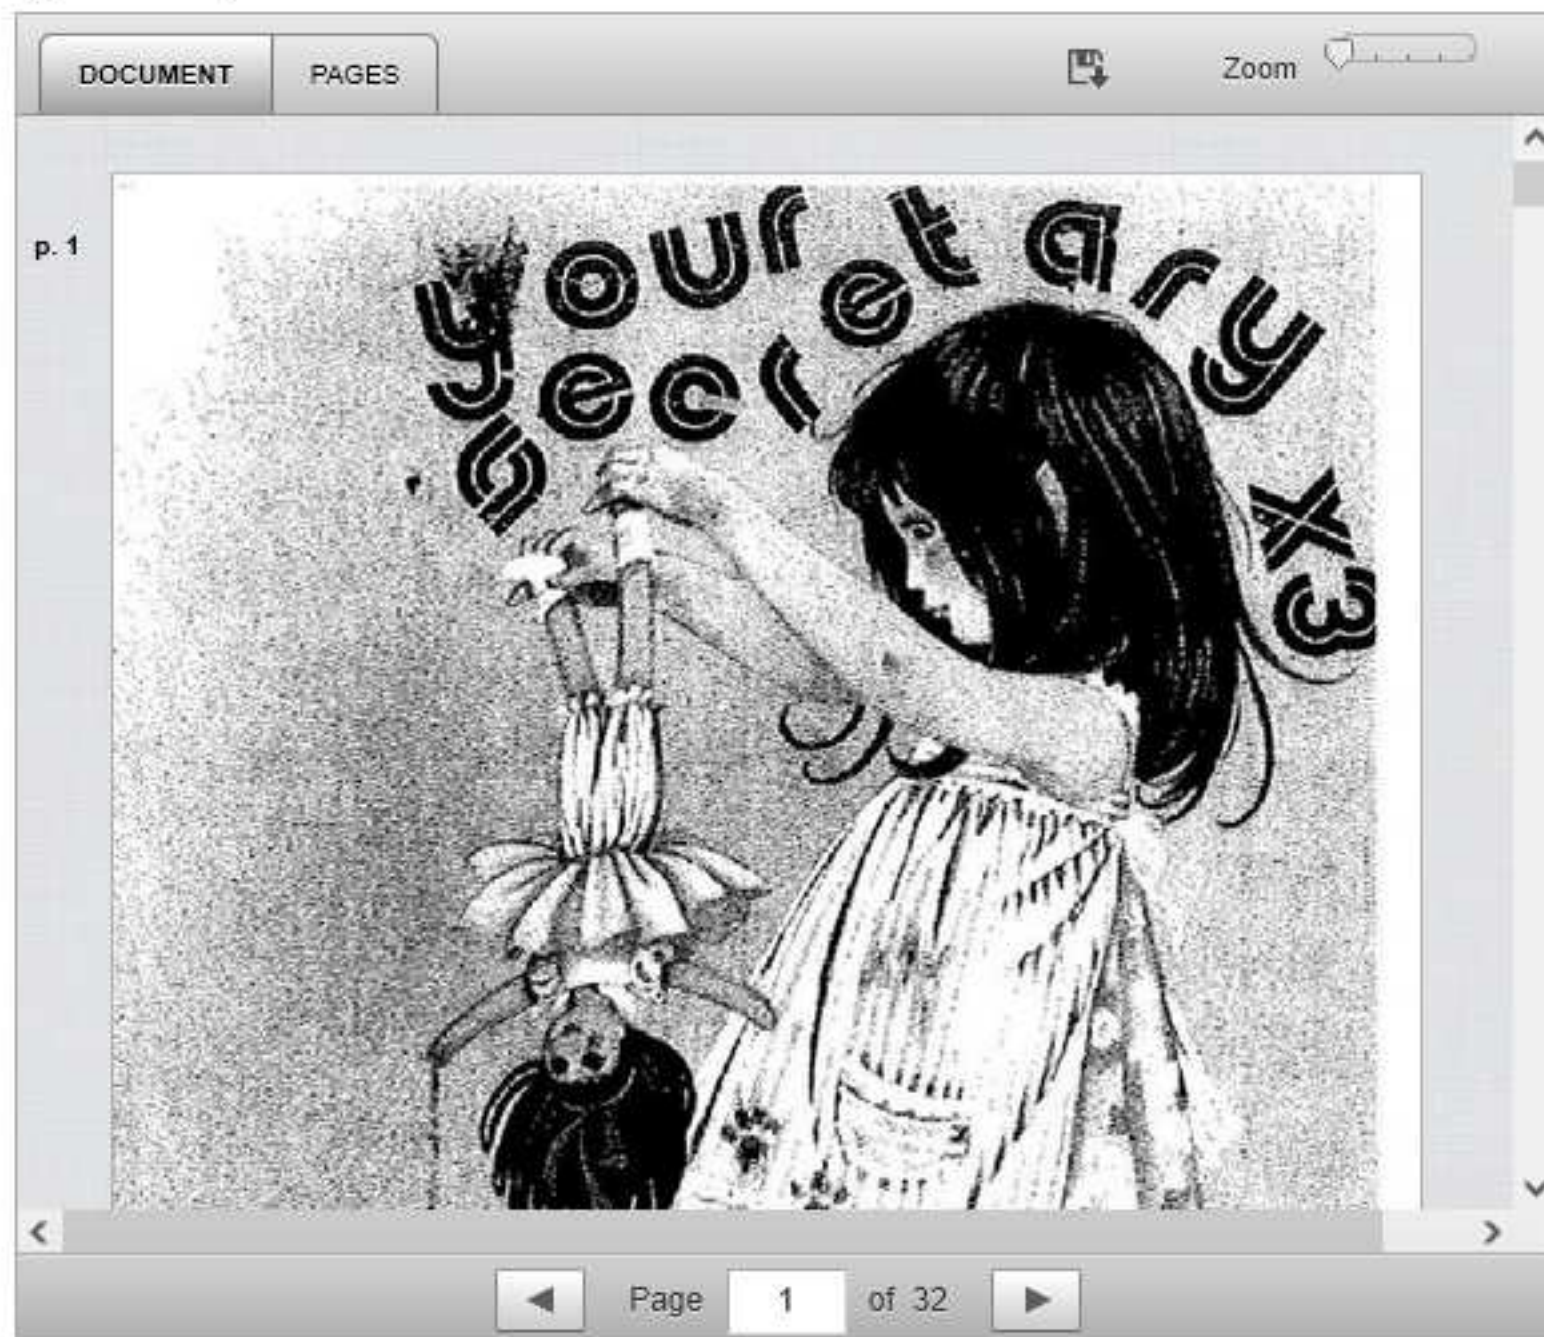 DOCUMENT PAGES Zoom
p. 1
your
secretary
x3
Page 1 of 32